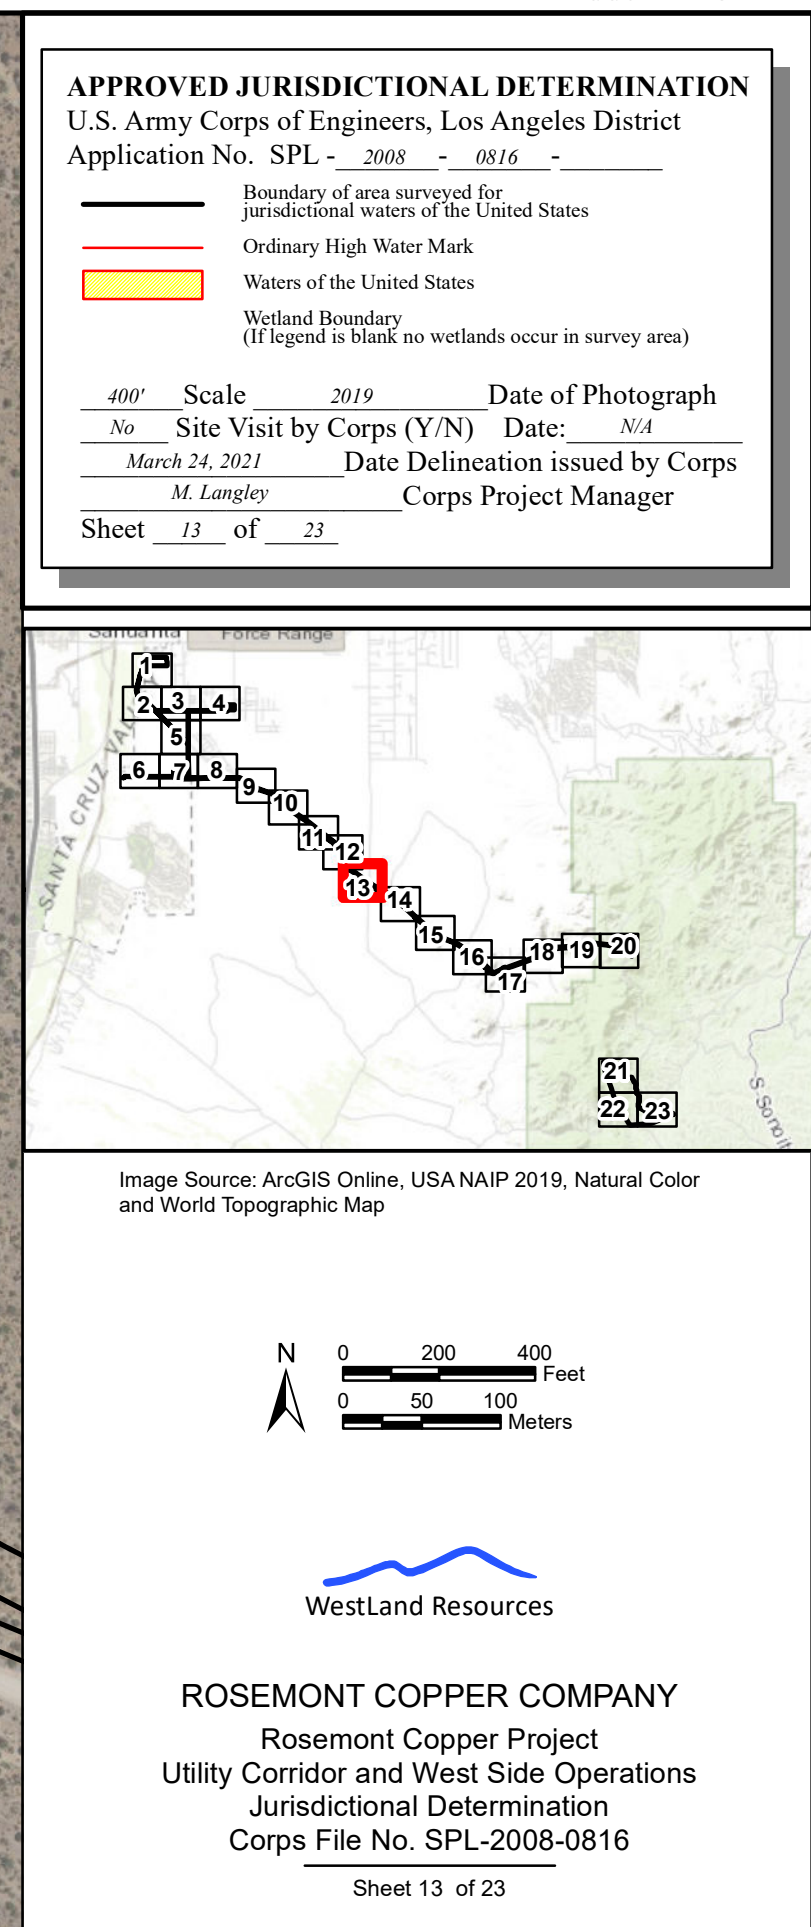 APPROVED JURISDICTIONAL DETERMINATION
U.S. Army Corps of Engineers, Los Angeles District
Application No. SPL - 2008 - 0816 -
Boundary of area surveyed for
jurisdictional waters of the United States
Ordinary High Water Mark
Waters of the United States
Wetland Boundary
(If legend is blank no wetlands occur in survey area)
400' Scale 2019 Date of Photograph
No Site Visit by Corps (Y/N) Date: N/A
March 24, 2021 Date Delineation issued by Corps
M. Langley Corps Project Manager
Sheet 13 of 23
Force Range
1
2 3 4
5
6 7 8
9
10
11
12
13
14
15
16
17
18 19 20
21
22 23
SANTA CRUZ VALLEY
Image Source: ArcGIS Online, USA NAIP 2019, Natural Color
and World Topographic Map
N
0 200 400
Feet
0 50 100
Meters
WestLand Resources
ROSEMONT COPPER COMPANY
Rosemont Copper Project
Utility Corridor and West Side Operations
Jurisdictional Determination
Corps File No. SPL-2008-0816
Sheet 13 of 23